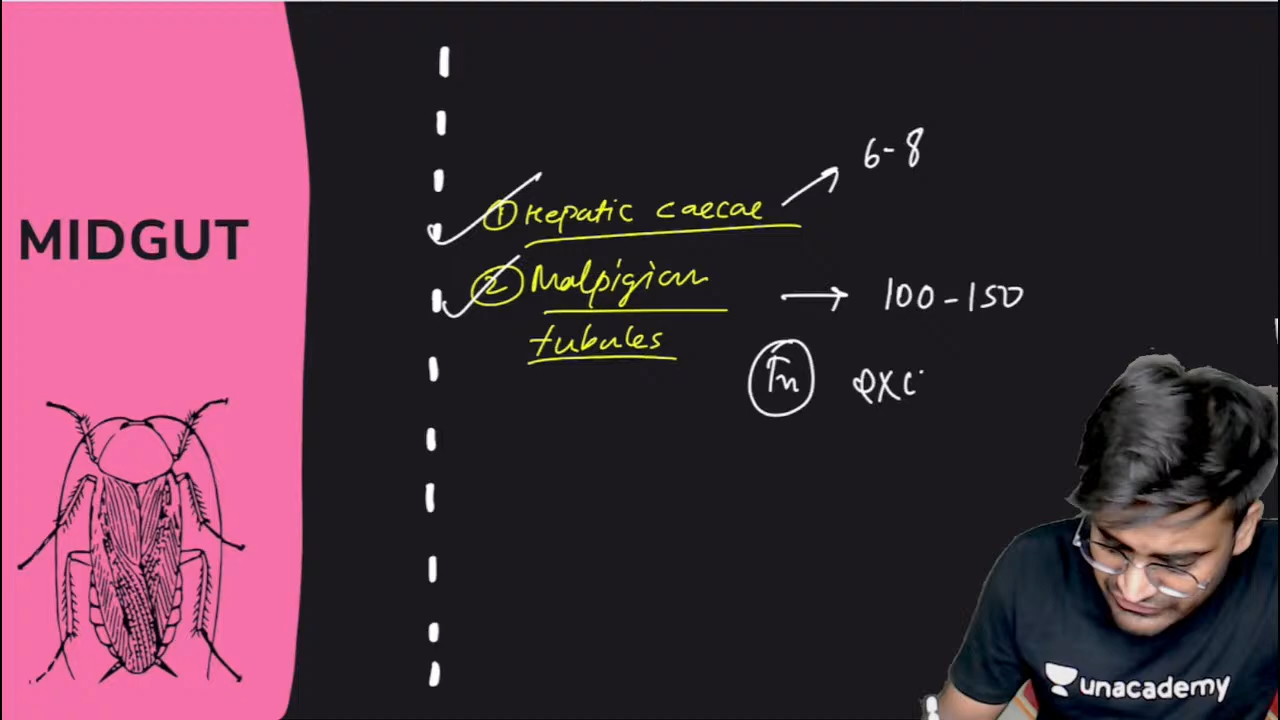 MIDGUT
6-8
① Hepatic caecae
② Malpigian
tubules
100-150
Fn exc
unacademy